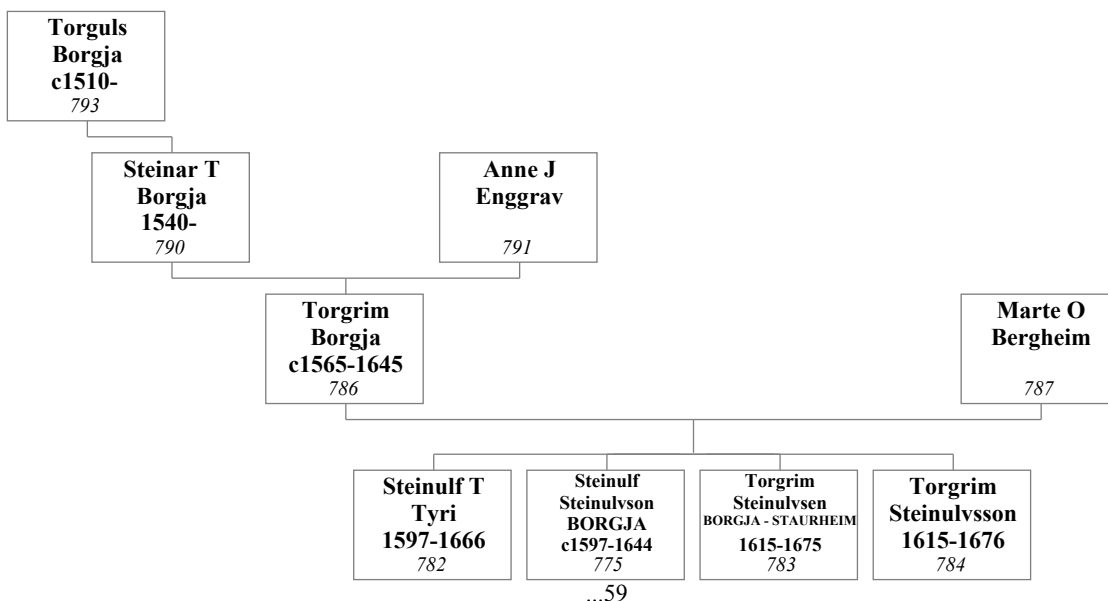 Torguls
Borgja
c1510-
793
Steinar T
Borgja
1540-
790
Anne J
Enggrav
791
Torgrim
Borgja
c1565-1645
786
Marte O
Bergheim
787
Steinulf T
Tyri
1597-1666
782
Steinulf
Steinulvson
BORGJA
c1597-1644
775
Torgrim
Steinulvsen
BORGJA - STAURHEIM
1615-1675
783
Torgrim
Steinulvsson
1615-1676
784
...59